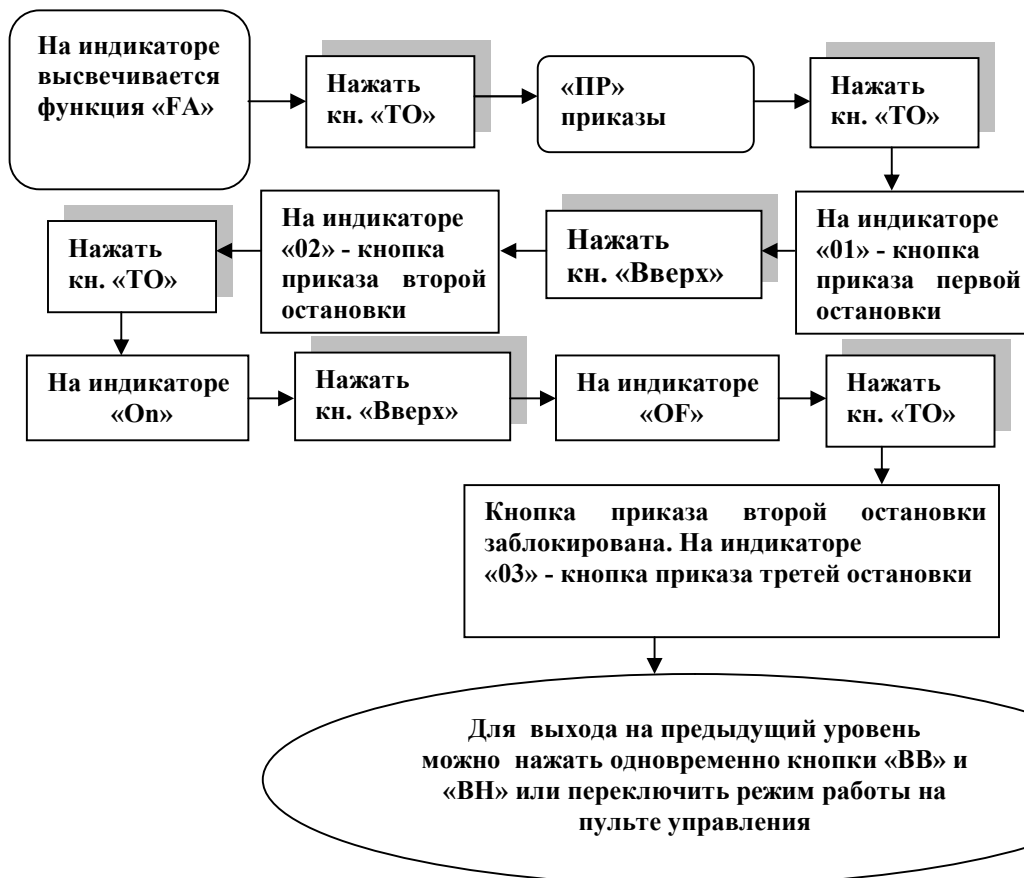 На индикаторе
высвечивается
функция «FA»
Нажать
кн. «ТО»
«ПР»
приказы
Нажать
кн. «ТО»
На индикаторе
«01» - кнопка
приказа первой
остановки
Нажать
кн. «Вверх»
На индикаторе
«02» - кнопка
приказа второй
остановки
Нажать
кн. «ТО»
На индикаторе
«On»
Нажать
кн. «Вверх»
На индикаторе
«OF»
Нажать
кн. «ТО»
Кнопка приказа второй остановки
заблокирована. На индикаторе
«03» - кнопка приказа третей остановки
Для выхода на предыдущий уровень
можно нажать одновременно кнопки «ВВ» и
«ВН» или переключить режим работы на
пульте управления